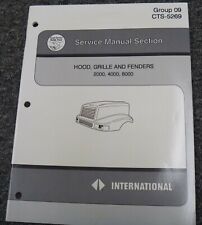 Group 09
CTS-5269
Service Manual Section
HOOD, GRILLE AND FENDERS
2000, 4000, 8000
INTERNATIONAL